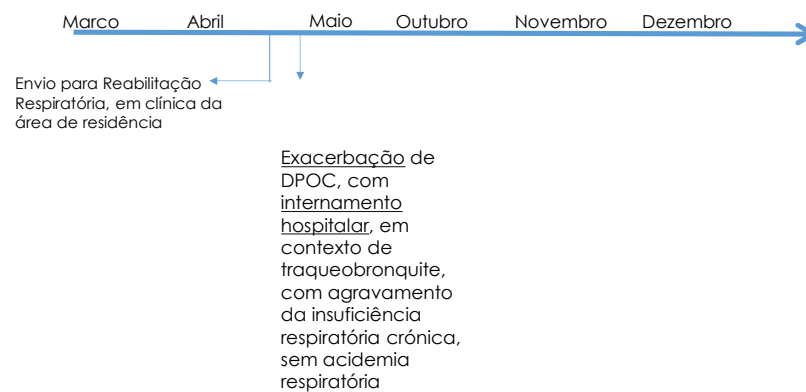 Marco Abril Maio Outubro Novembro Dezembro
Envio para Reabilitação
Respiratória, em clínica da
área de residência
Exacerbação de
DPOC, com
internamento
hospitalar, em
contexto de
traqueobronquite,
com agravamento
da insuficiência
respiratória crónica,
sem acidemia
respiratória